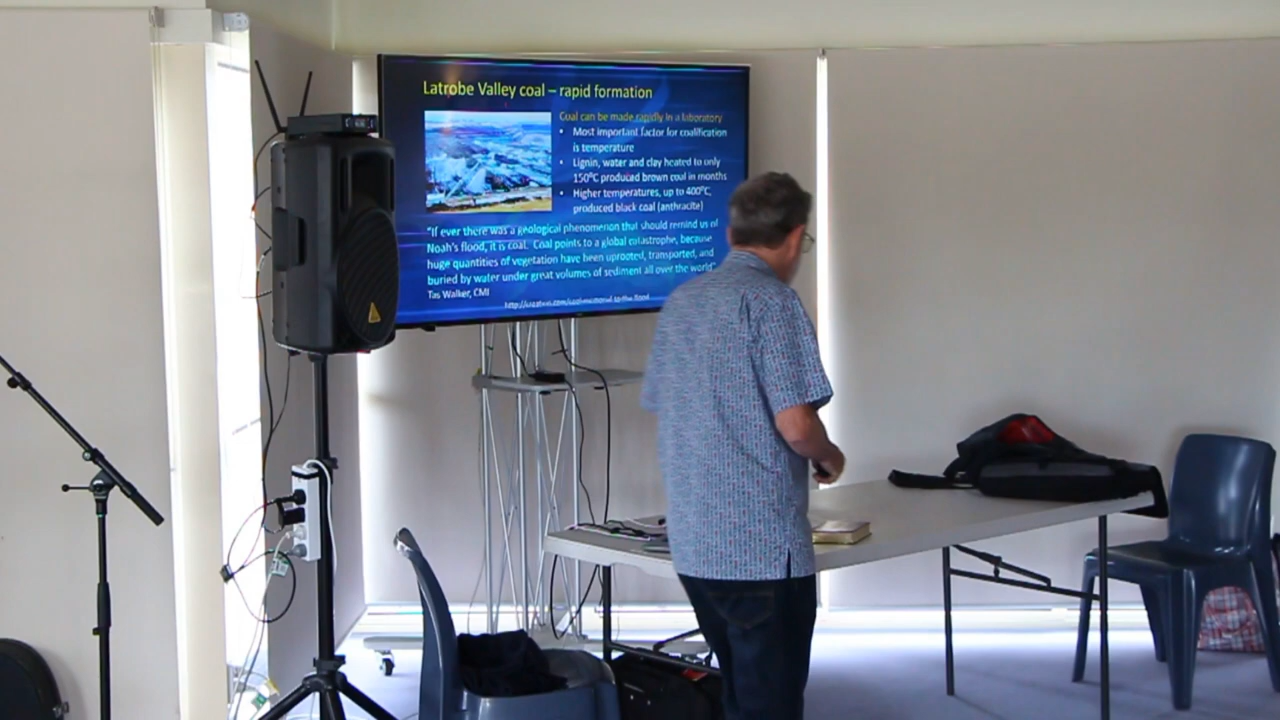 Latrobe Valley coal – rapid formation
Coal can be made rapidly in a laboratory
• Most important factor for coalification
is temperature
• Lignin, water and clay heated to only
150°C produced brown coal in months
• Higher temperatures, up to 400°C,
produced black coal (anthracite)
"If ever there was a geological phenomenon that should remind us of
Noah's flood, it is coal. Coal points to a global catastrophe, because
huge quantities of vegetation have been uprooted, transported, and
buried by water under great volumes of sediment all over the world"
Tas Walker, CMI